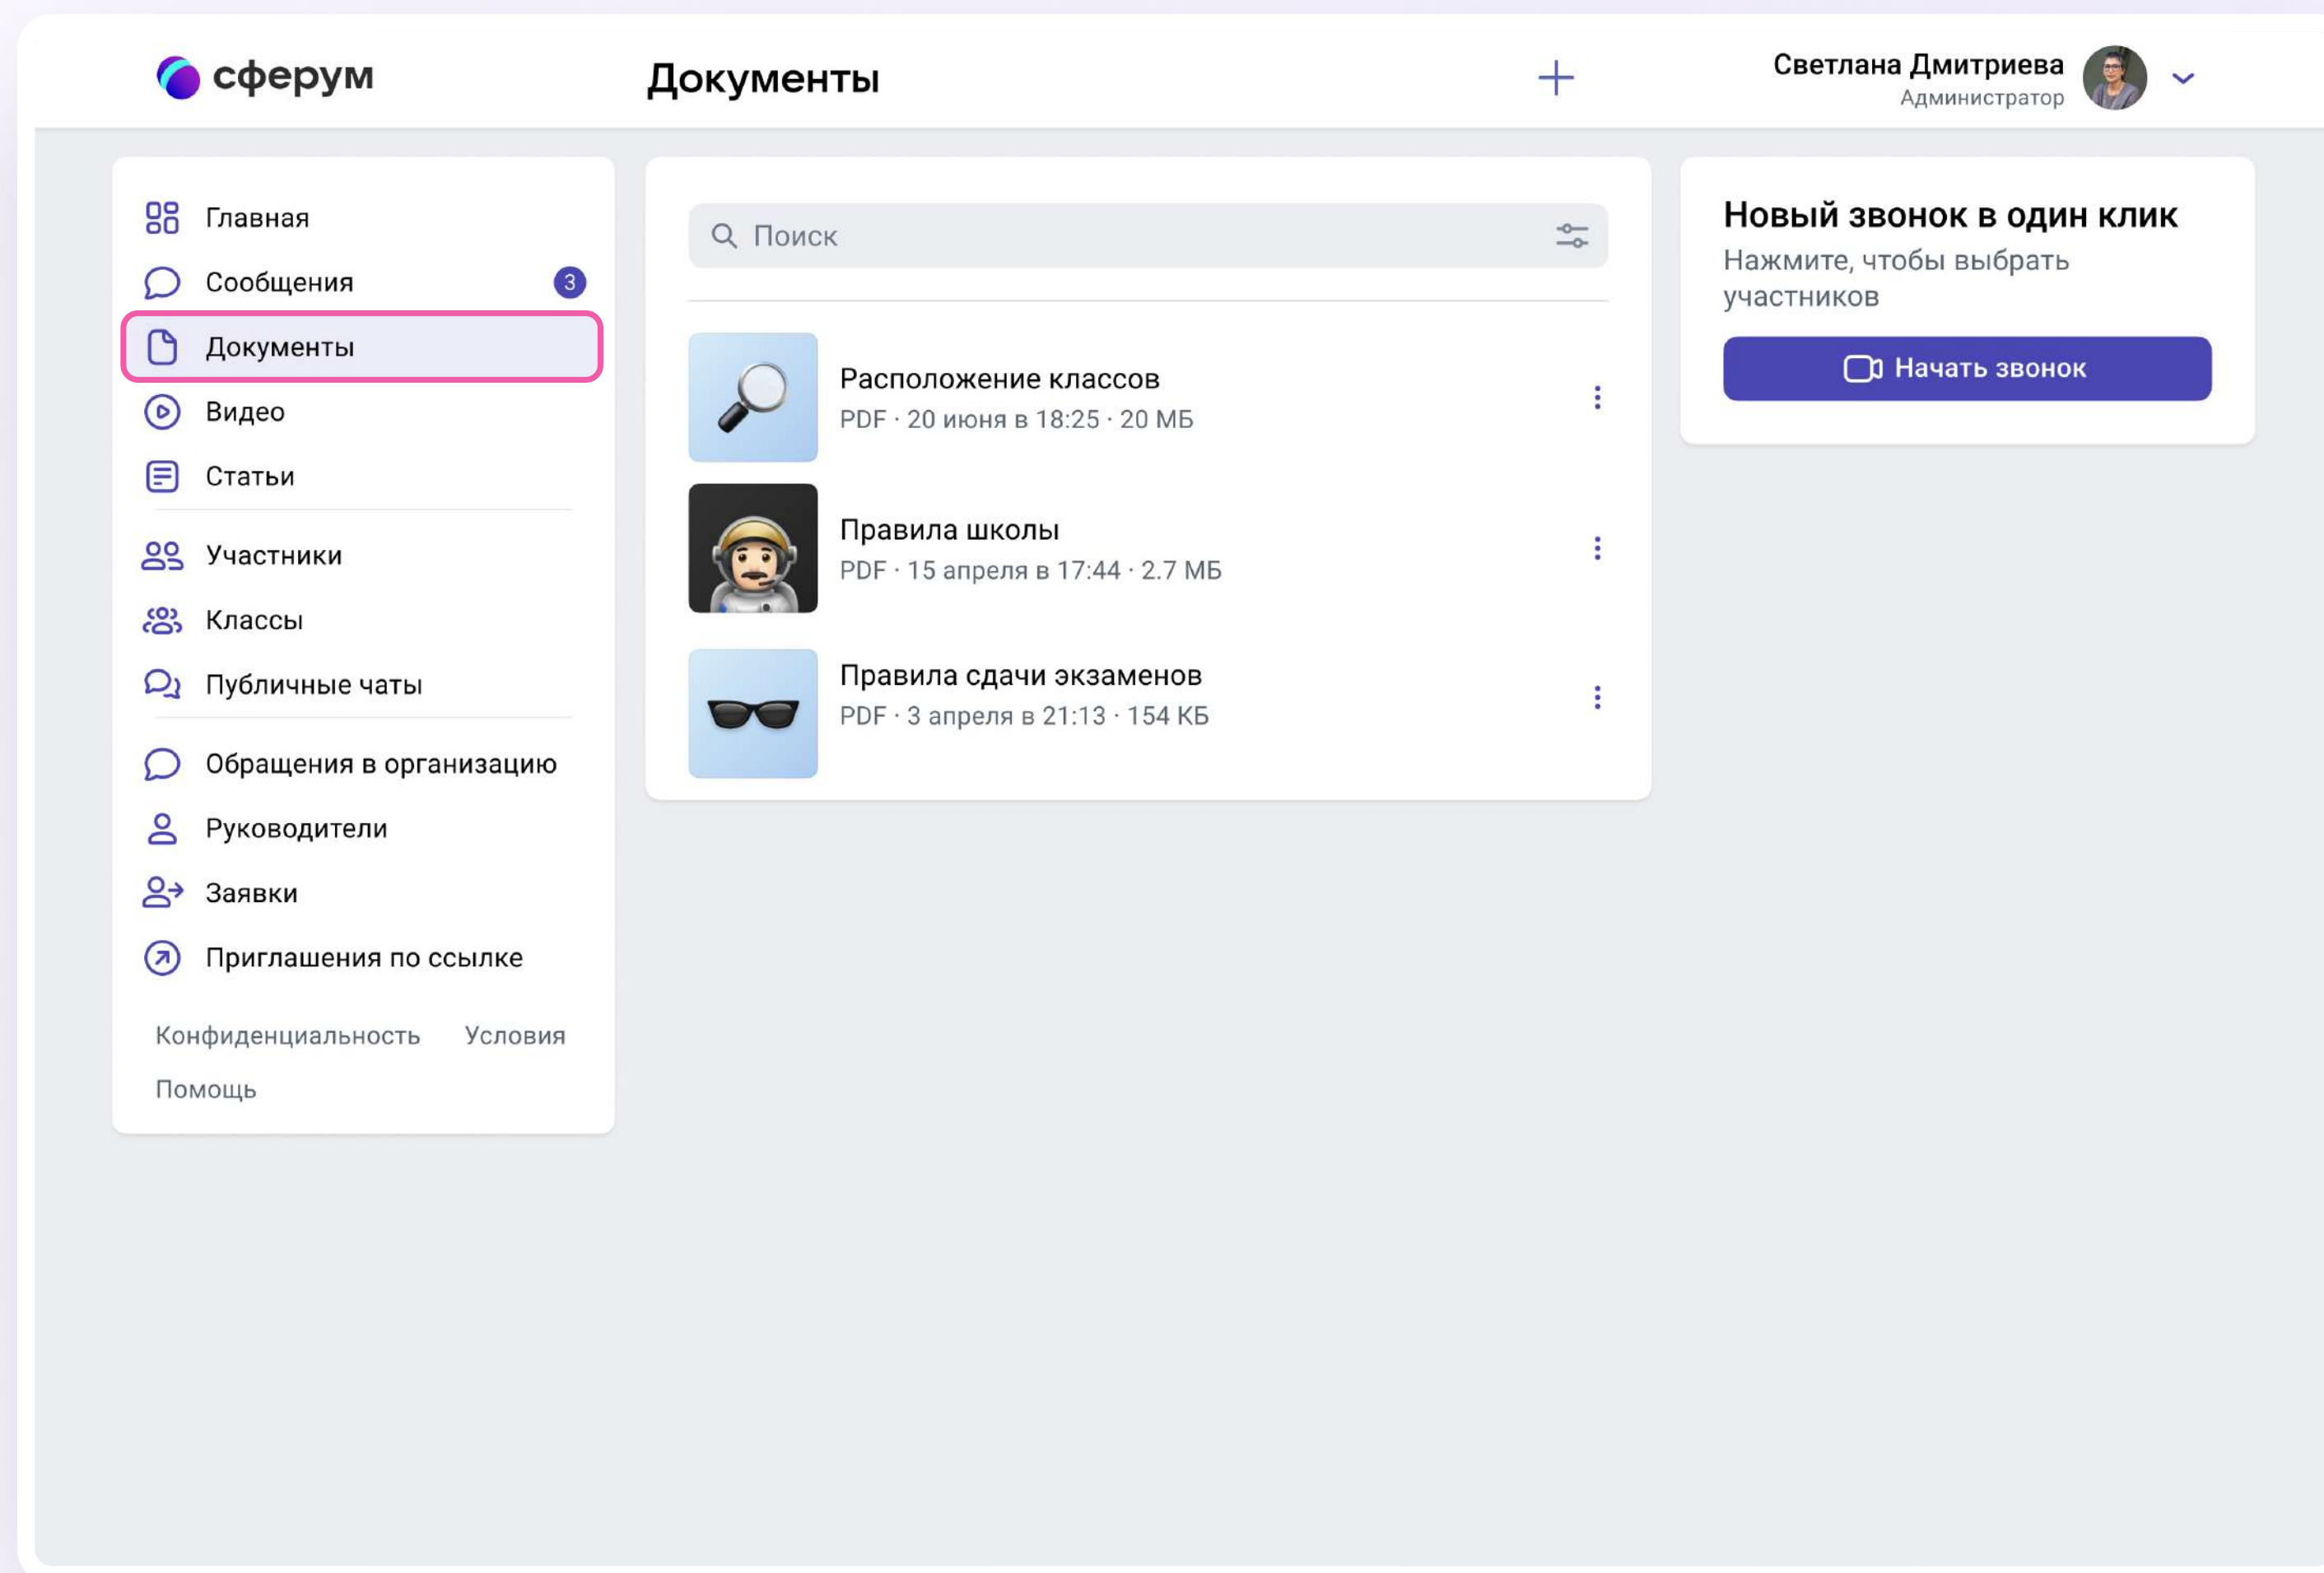 сферум
Документы
Светлана Дмитриева
Администратор
Главная
Сообщения
3
Документы
Видео
Статьи
Участники
Классы
Публичные чаты
Обращения в организацию
Руководители
Заявки
Приглашения по ссылке
Конфиденциальность Условия
Помощь
Поиск
Расположение классов
PDF · 20 июня в 18:25 · 20 МБ
Правила школы
PDF · 15 апреля в 17:44 · 2.7 МБ
Правила сдачи экзаменов
PDF · 3 апреля в 21:13 · 154 КБ
Новый звонок в один клик
Нажмите, чтобы выбрать
участников
Начать звонок